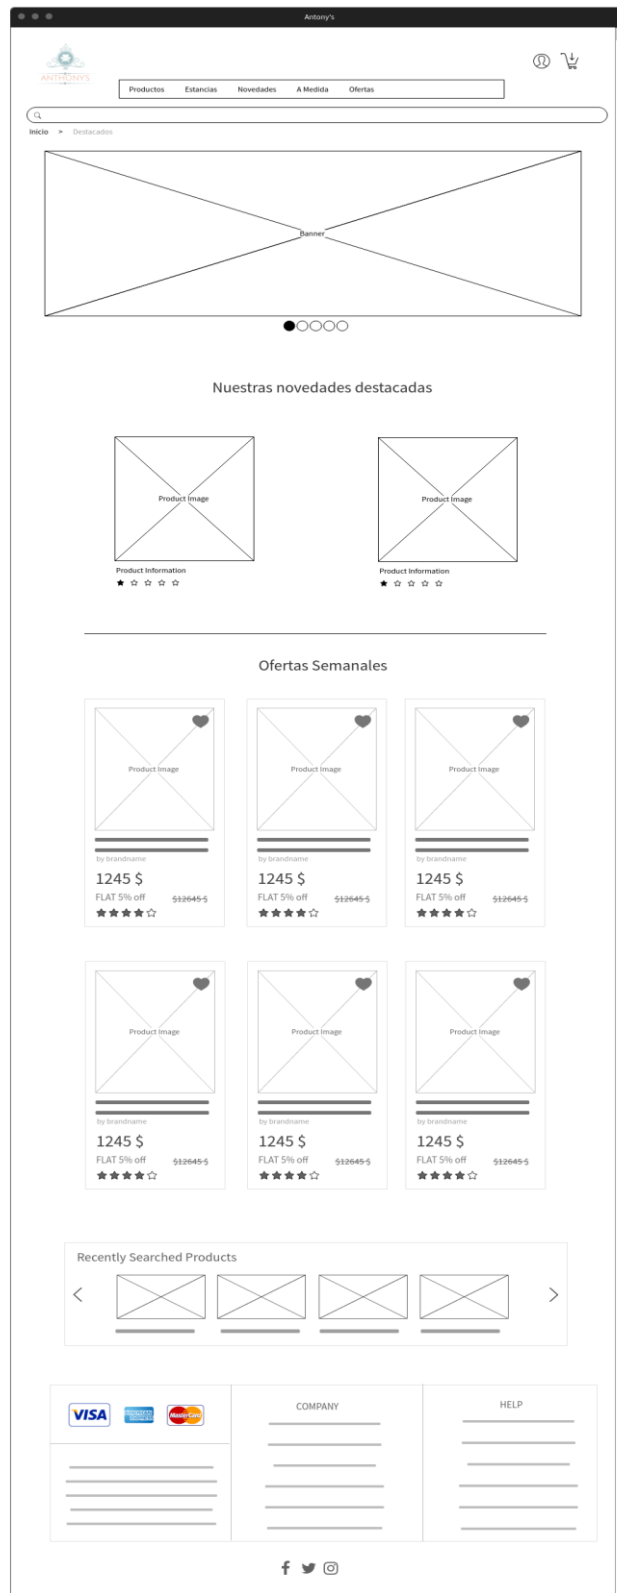 Antony's
ANTHONY'S
Productos Estancias Novedades A Medida Ofertas
Inicio > Destacados
Banner
Nuestras novedades destacadas
Product Image Product Image
Product Information Product Information
Ofertas Semanales
Product Image Product Image Product Image
by brandname by brandname by brandname
1245 $ 1245 $ 1245 $
FLAT 5% off $12645 $ FLAT 5% off $12645 $ FLAT 5% off $12645 $
Product Image Product Image Product Image
by brandname by brandname by brandname
1245 $ 1245 $ 1245 $
FLAT 5% off $12645 $ FLAT 5% off $12645 $ FLAT 5% off $12645 $
Recently Searched Products
VISA MasterCard COMPANY HELP